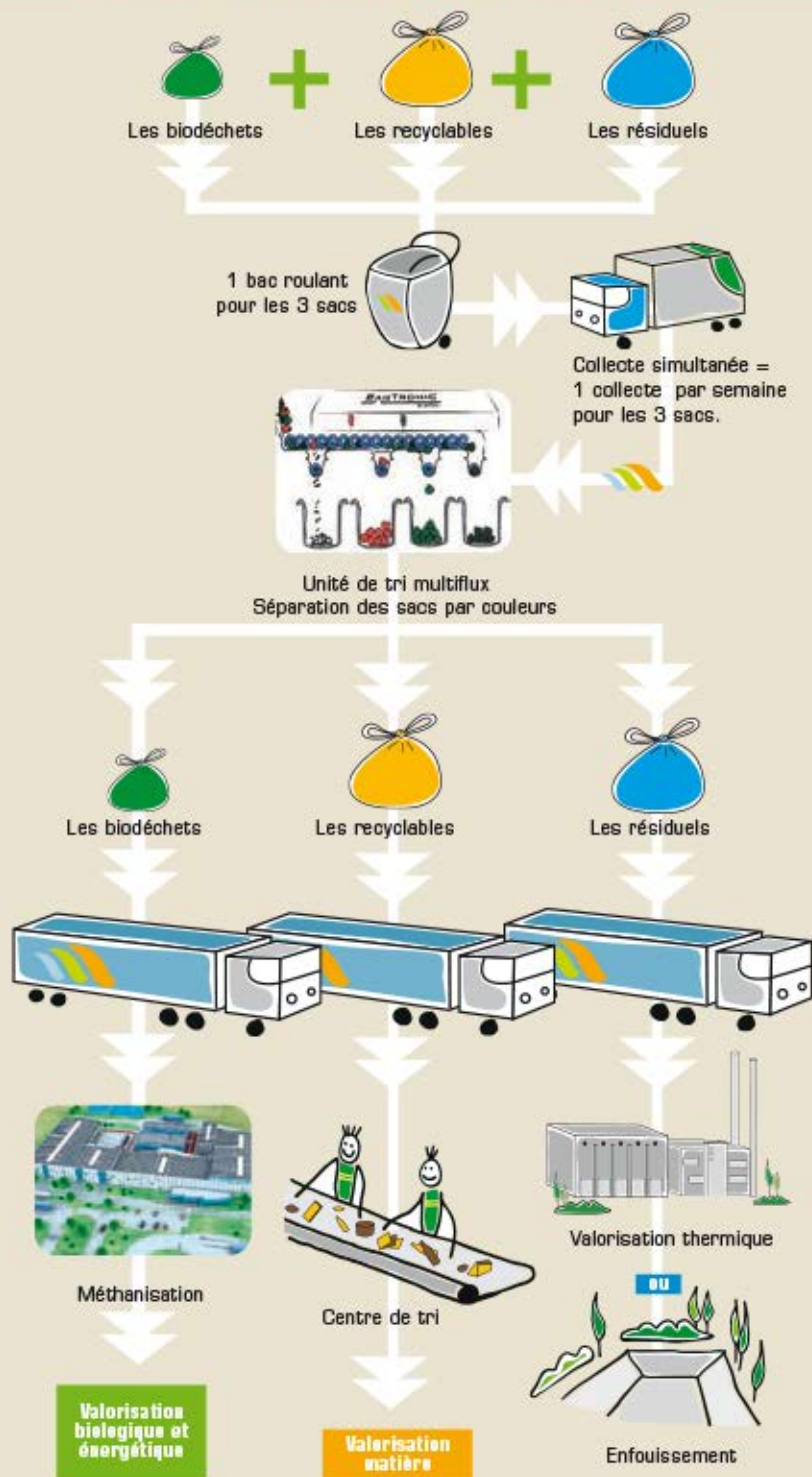 Les biodéchets
Les recyclables
Les résiduels
1 bac roulant
pour les 3 sacs
Collecte simultanée =
1 collecte par semaine
pour les 3 sacs.
BagTronic
Unité de tri multiflux
Séparation des sacs par couleurs
Les biodéchets
Les recyclables
Les résiduels
Méthanisation
Centre de tri
Valorisation thermique
ou
Enfouissement
Valorisation
biologique et
énergétique
Valorisation
matière